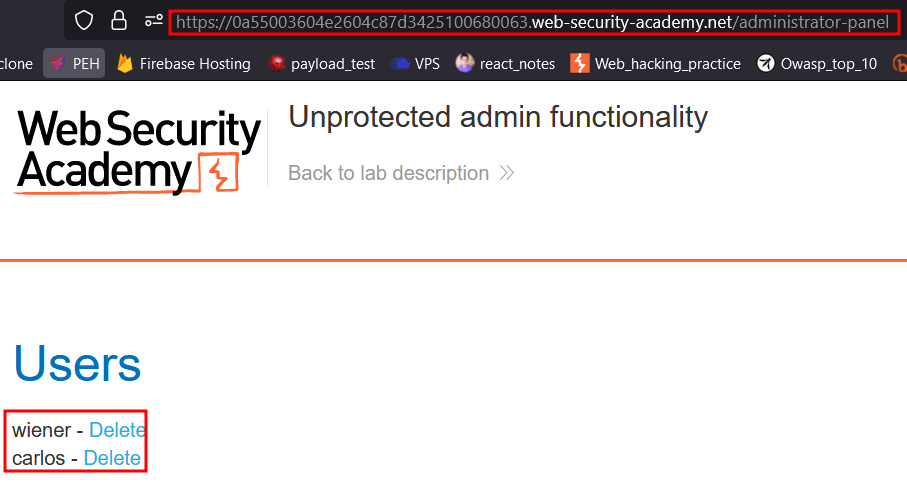 https://0a55003604e2604c87d3425100680063.web-security-academy.net/administrator-panel
clone PEH Firebase Hosting payload_test VPS react_notes Web_hacking_practice Owasp_top_10
Web Security
Academy
Unprotected admin functionality
Back to lab description
Users
wiener - Delete
carlos - Delete